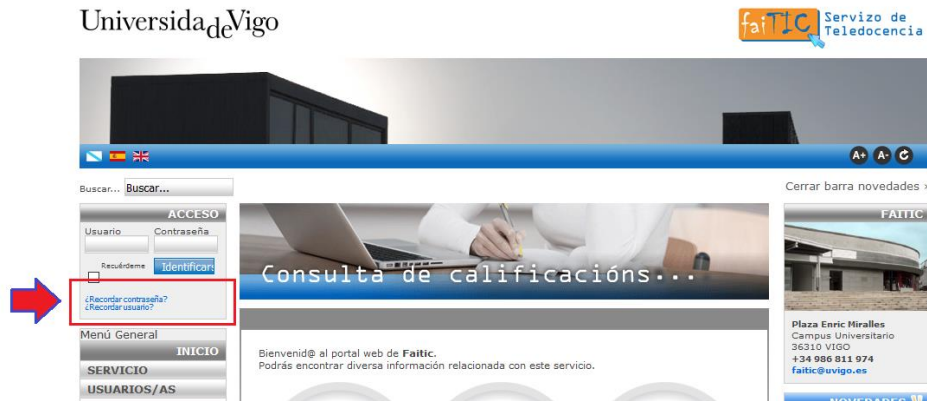 Universidade Vigo
faiTIC Servizo de
Teledocencia
A+ A-
Buscar... Buscar...
Cerrar barra novedades »
ACCESO
Usuario Contraseña
Recuérdeme Identificars
¿Recordar contraseña?
¿Recordar usuario?
Menú General
INICIO
SERVICIO
USUARIOS/AS
Consulta de calificacións...
Bienvenid@ al portal web de Faitic.
Podrás encontrar diversa información relacionada con este servicio.
FAITIC
Plaza Enric Miralles
Campus Universitario
36310 VIGO
+34 986 811 974
faitic@uvigo.es
NOVEDADES